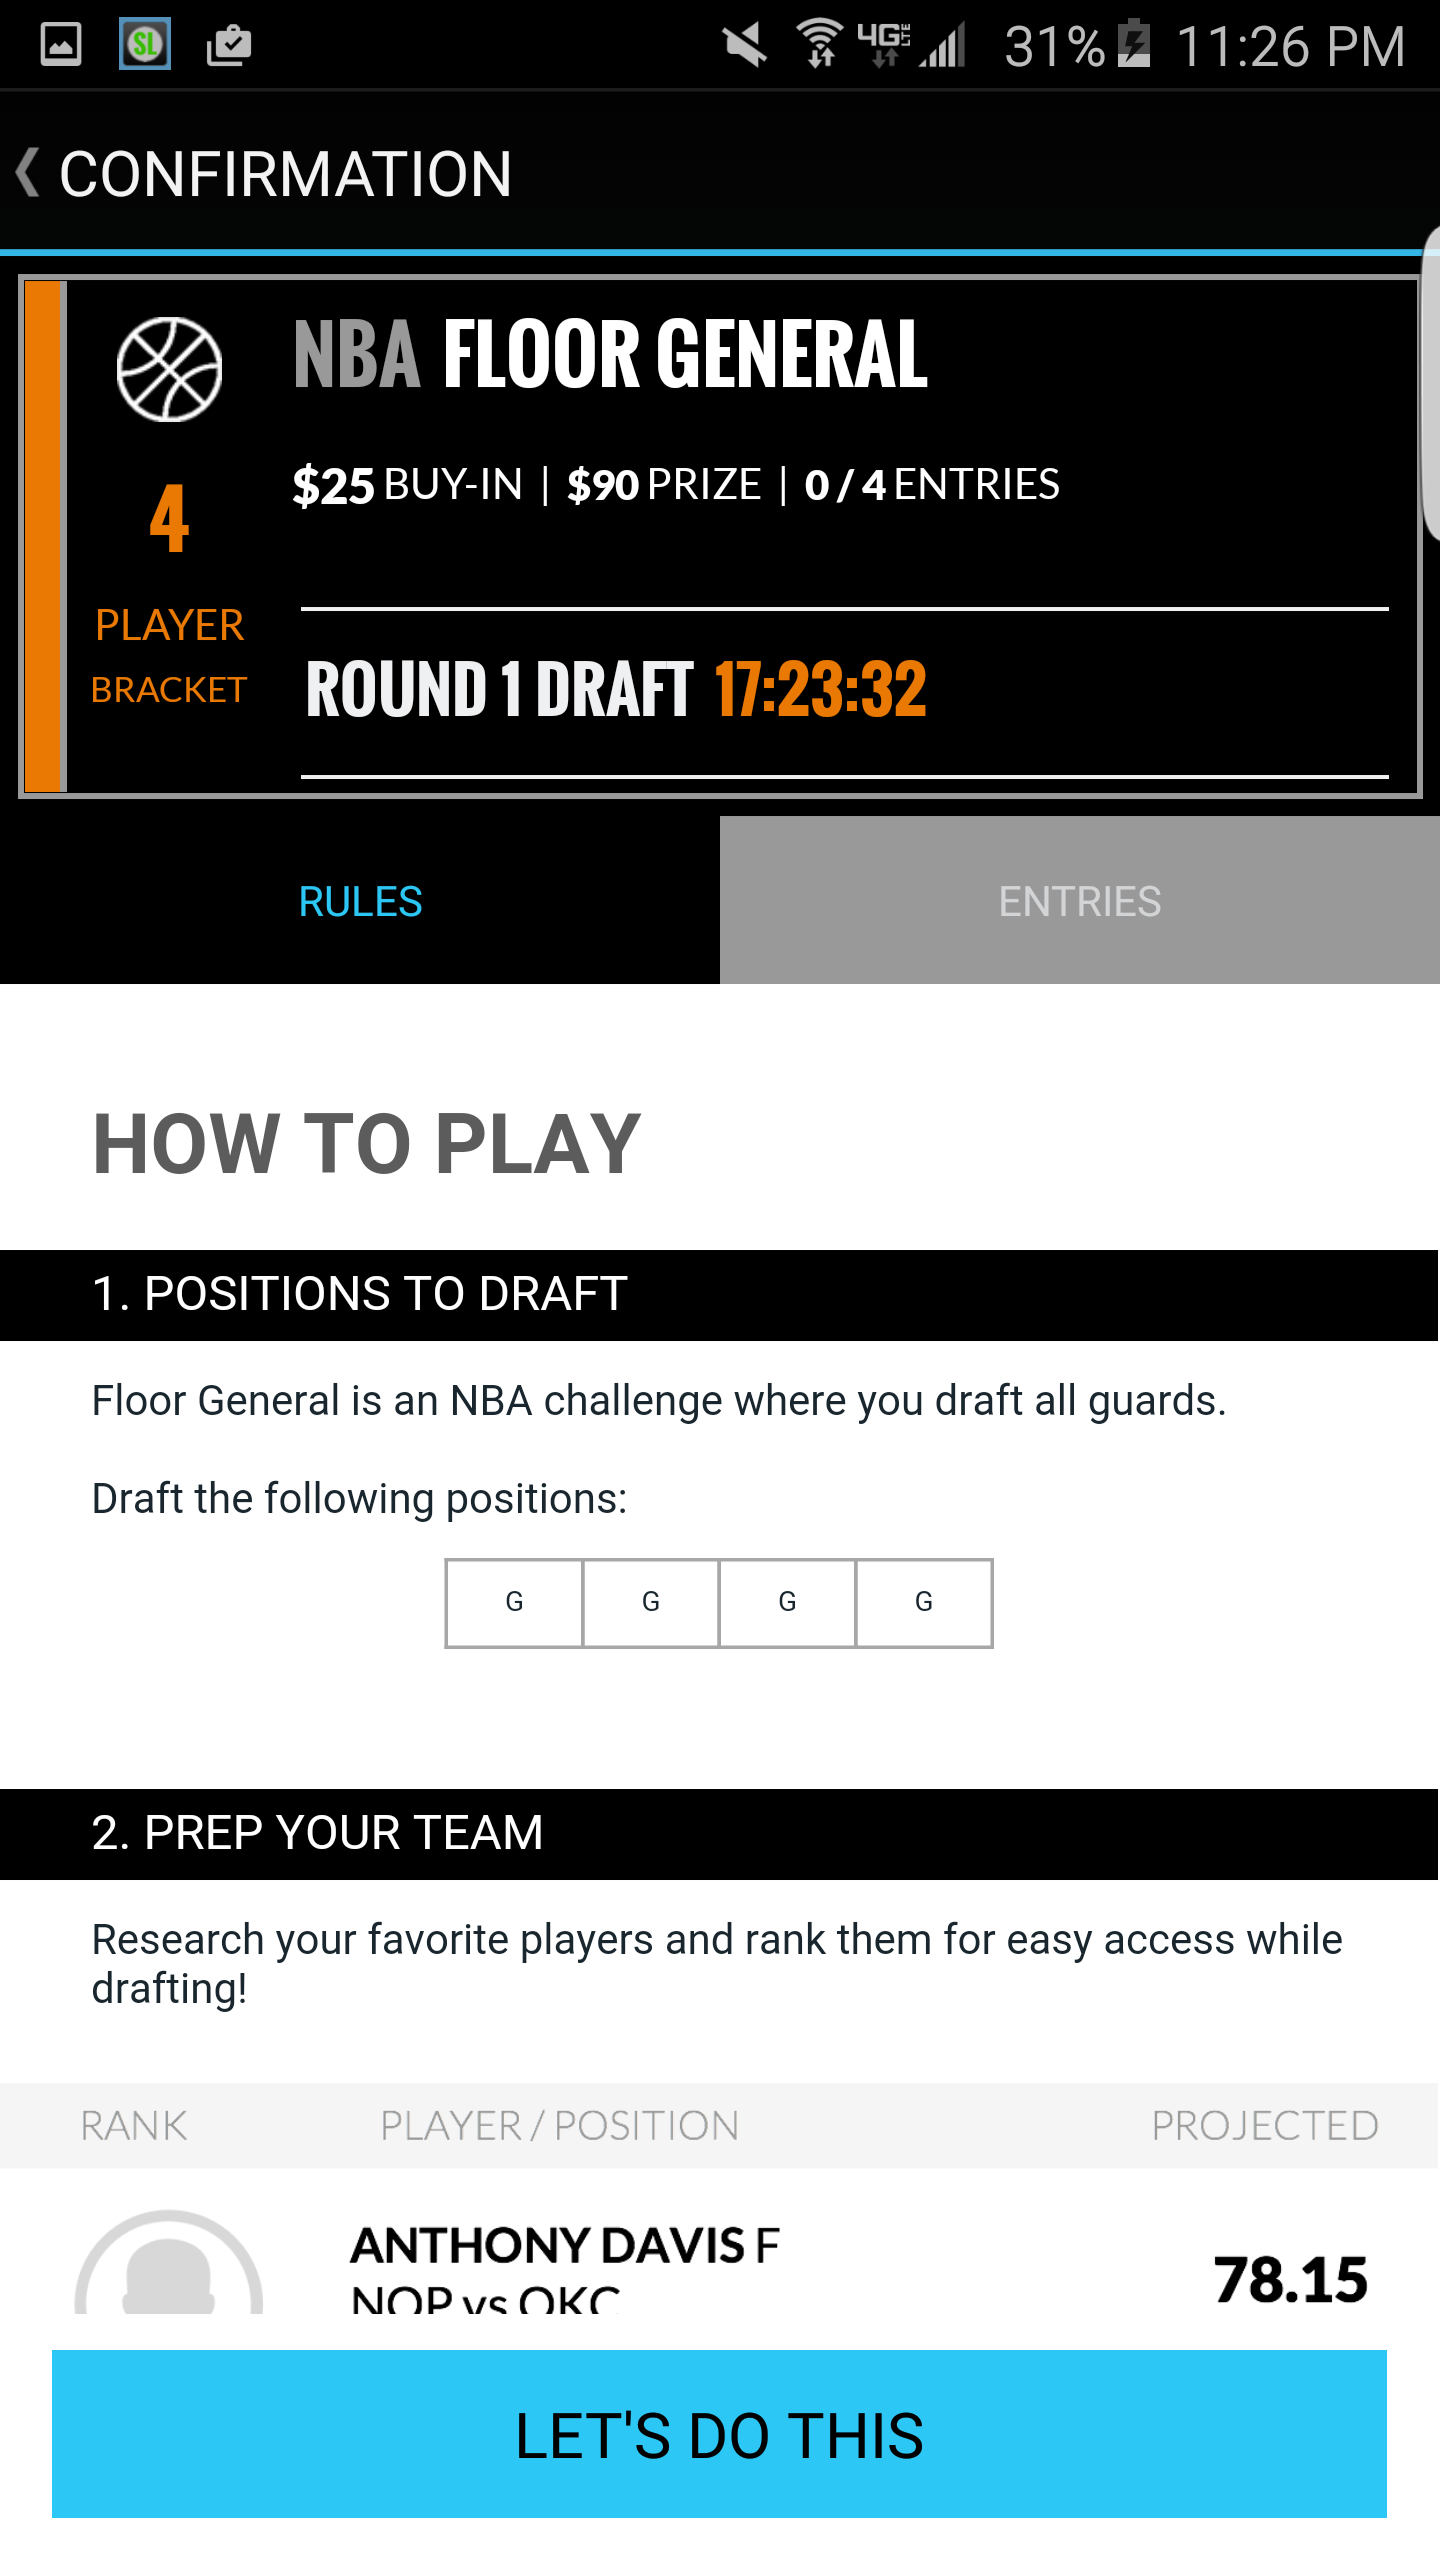 SL 4G LTE 31% 11:26 PM
CONFIRMATION
NBA FLOOR GENERAL
$25 BUY-IN | $90 PRIZE | 0 / 4 ENTRIES
4
PLAYER
BRACKET
ROUND 1 DRAFT 17:23:32
RULES ENTRIES
HOW TO PLAY
1. POSITIONS TO DRAFT
Floor General is an NBA challenge where you draft all guards.
Draft the following positions:
G G G G
2. PREP YOUR TEAM
Research your favorite players and rank them for easy access while
drafting!
RANK PLAYER / POSITION PROJECTED
ANTHONY DAVIS F
NOP vs OKC
78.15
LET'S DO THIS